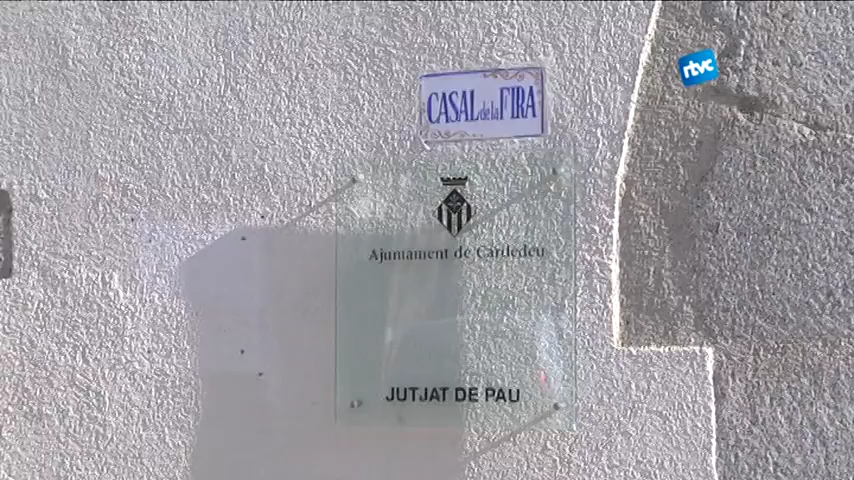 rtvc
CASAL de la FIRA
Ajuntament de Cardedeu
JUTJAT DE PAU